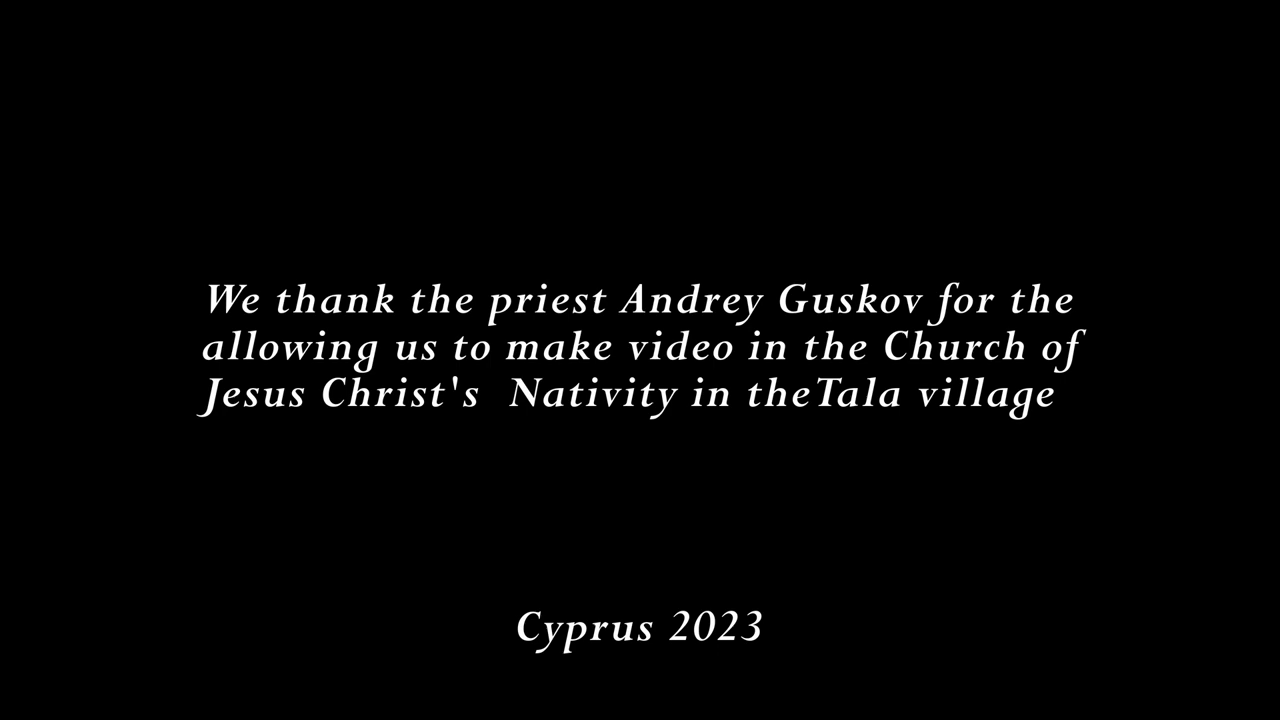 We thank the priest Andrey Guskov for the
allowing us to make video in the Church of
Jesus Christ's  Nativity in theTala village
Cyprus 2023